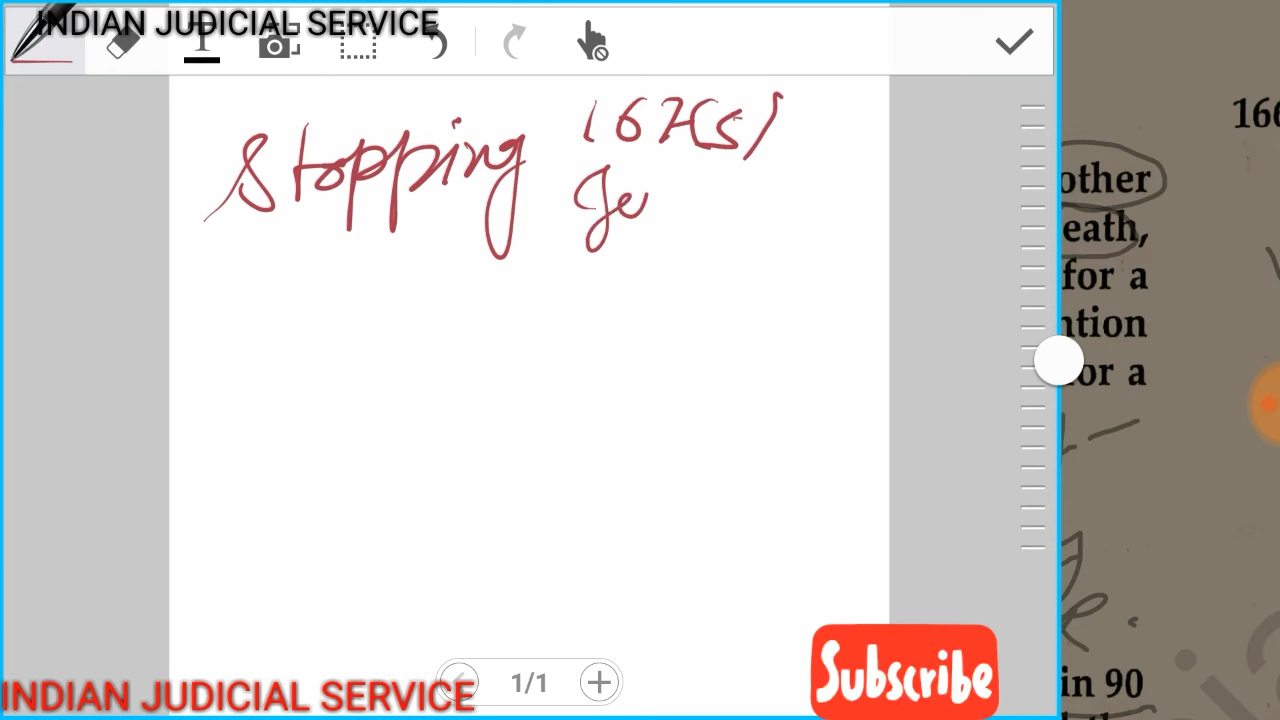 INDIAN JUDICIAL SERVICE
T
Stopping 167(5)
166
other
eath,
for a
ntion
for a
1/1
Subscribe
in 90
INDIAN JUDICIAL SERVICE